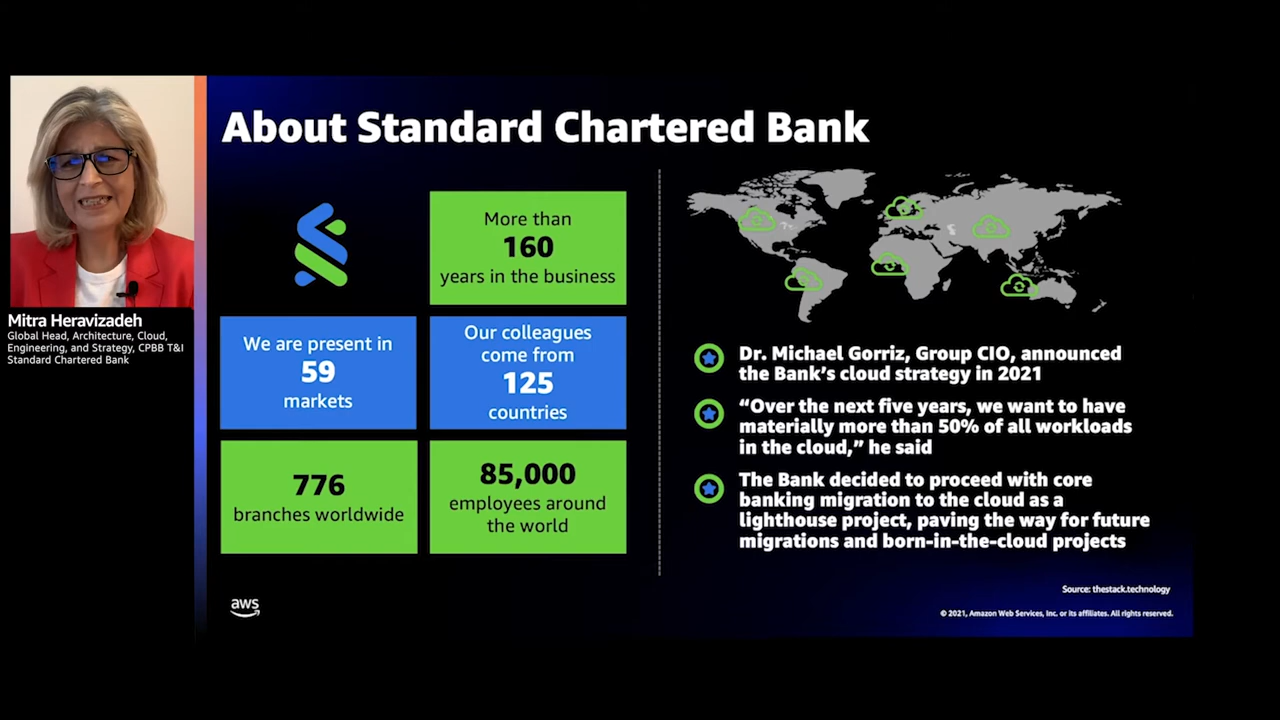 About Standard Chartered Bank
More than
160
years in the business
We are present in
59
markets
Our colleagues
come from
125
countries
776
branches worldwide
85,000
employees around
the world
Mitra Heravizadeh
Global Head, Architecture, Cloud,
Engineering, and Strategy, CPBB T&I
Standard Chartered Bank
Dr. Michael Gorriz, Group CIO, announced
the Bank’s cloud strategy in 2021
“Over the next five years, we want to have
materially more than 50% of all workloads
in the cloud,” he said
The Bank decided to proceed with core
banking migration to the cloud as a
lighthouse project, paving the way for future
migrations and born-in-the-cloud projects
Source: thestack.technology
aws
© 2021, Amazon Web Services, Inc. or its affiliates. All rights reserved.